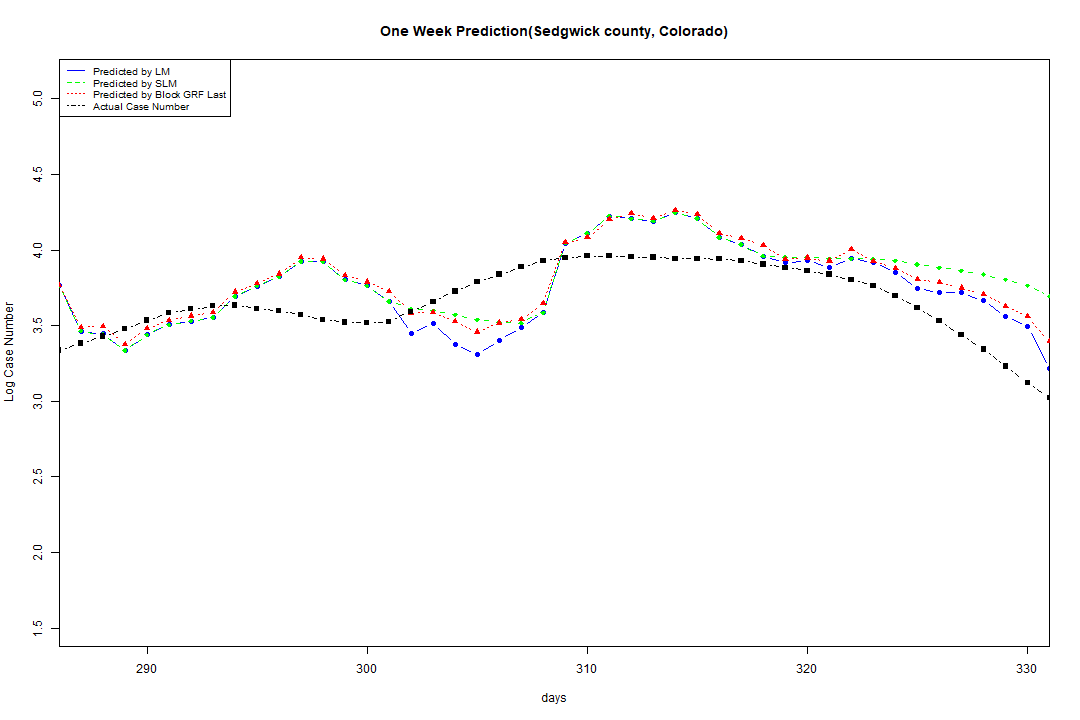 One Week Prediction(Sedgwick county, Colorado)
Predicted by LM
Predicted by SLM
Predicted by Block GRF Last
Actual Case Number
5.0
4.5
4.0
3.5
3.0
2.5
2.0
1.5
Log Case Number
290 300 310 320 330
days